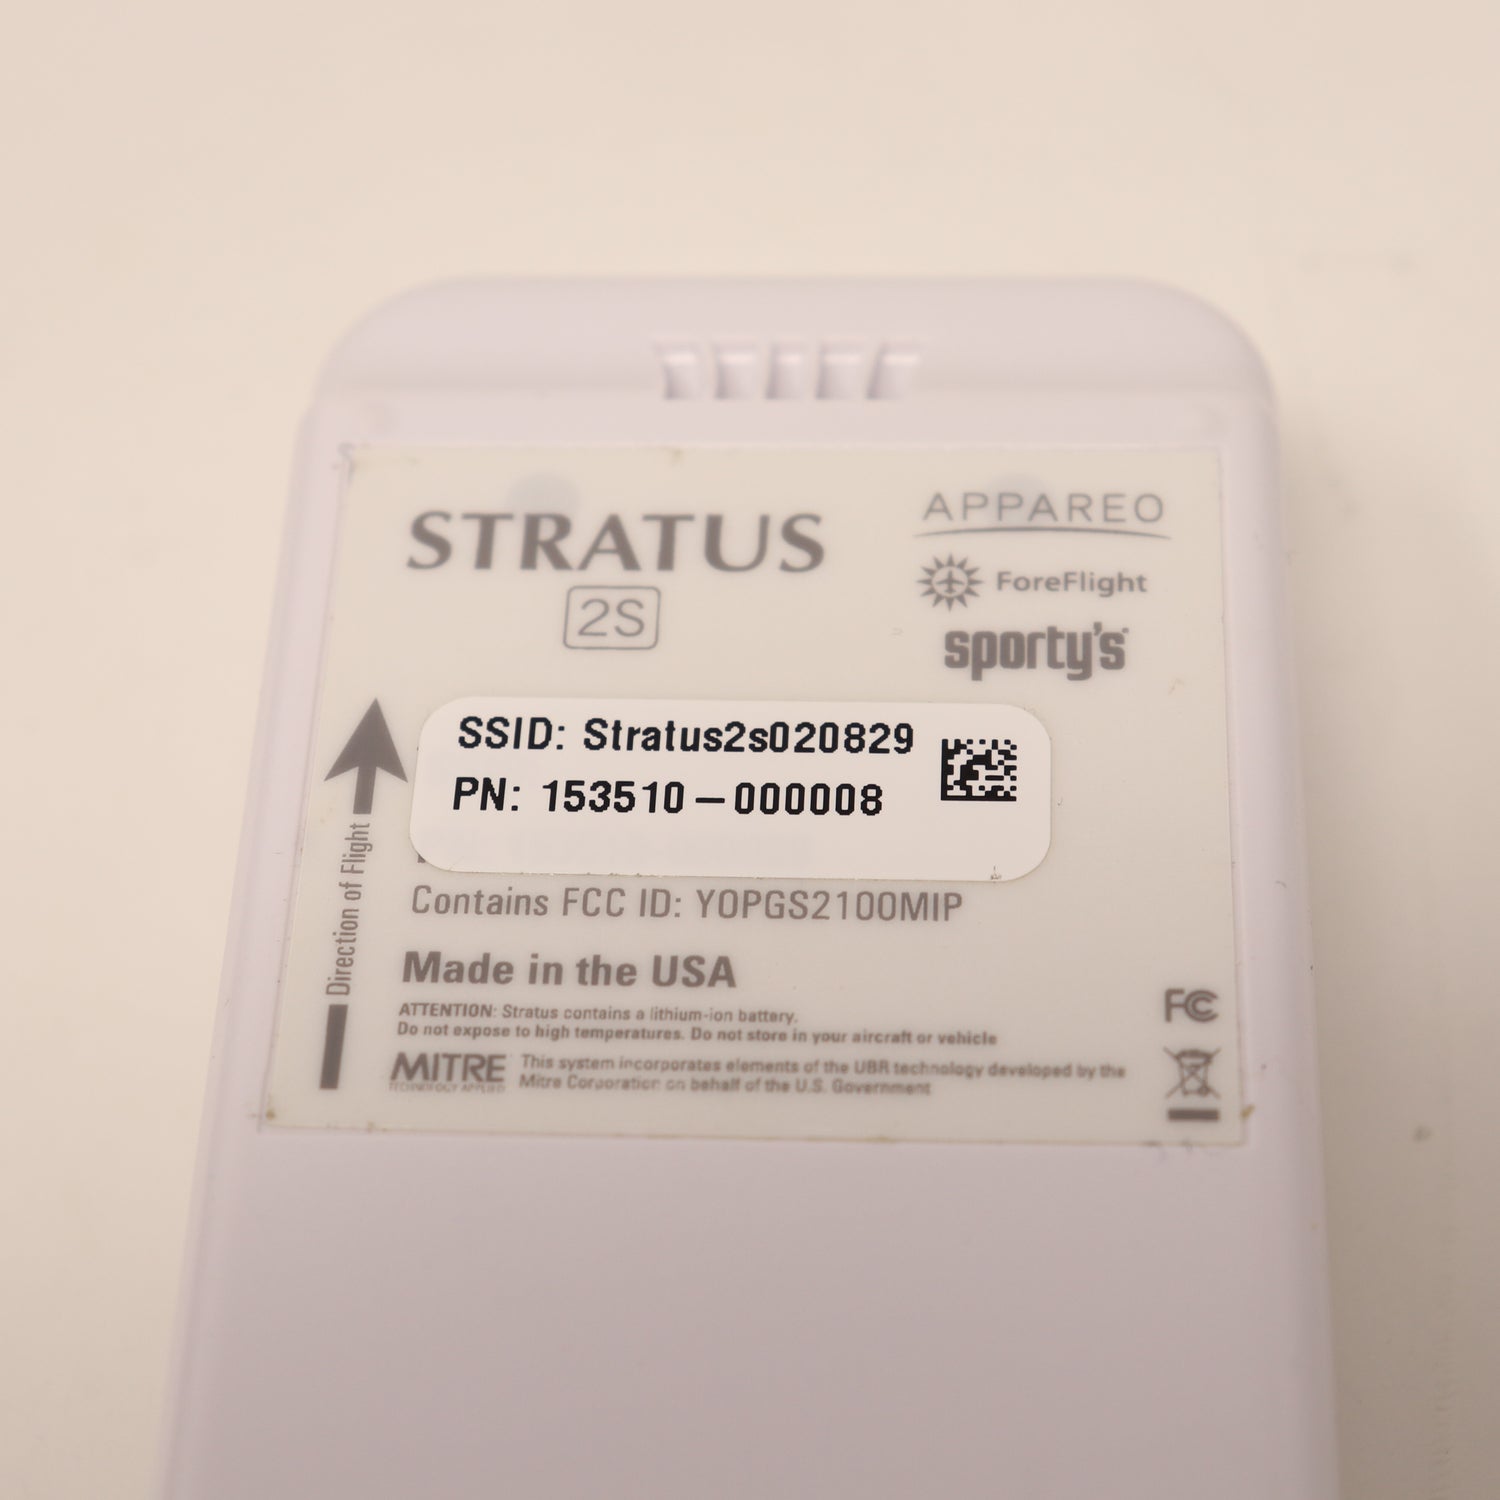 STRATUS
2S
APPAREO
ForeFlight
sporty's
SSID: Stratus2s020829
PN: 153510-000008
Direction of Flight
Contains FCC ID: YOPGS2100MIP
Made in the USA
ATTENTION: Stratus contains a lithium-ion battery.
Do not expose to high temperatures. Do not store in your aircraft or vehicle
MITRE
TECHNOLOGY APPLIED
This system incorporates elements of the UBR technology developed by the
Mitre Corporation on behalf of the U.S. Government
FC